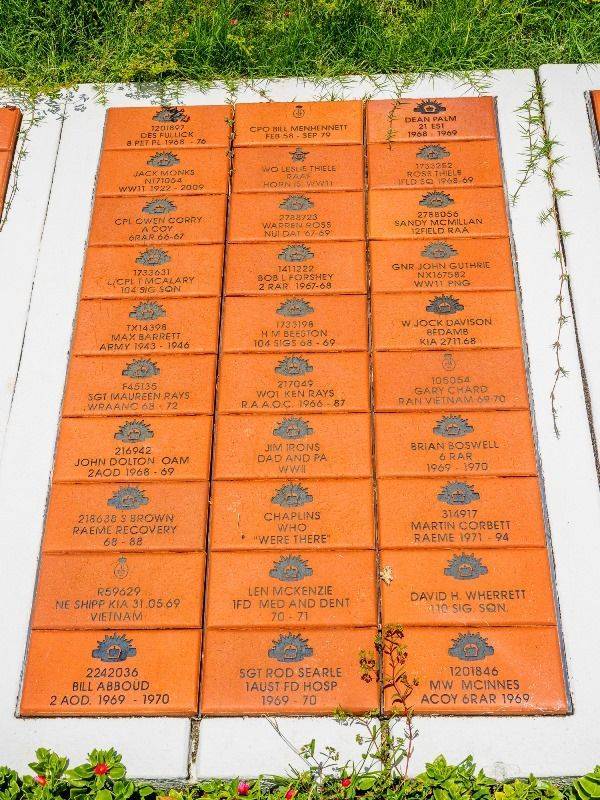 1201897
DES FULLICK
8 PET PL 1968 - 76
CPO BILL MENHENNETT
FEB 58 - SEP 79
DEAN PALM
21 EST
1968 - 1969
JACK MONKS
N171054
WW11 1922 - 2009
WO LESLIE THIELE
RAAF
HORN IS. WW11
1733252
ROSS THIELE
1FLD SQ 1968-69
CPL OWEN CORRY
A COY
6RAR 66-67
2788723
WARREN ROSS
NUI DAT 67-69
2788056
SANDY MCMILLAN
12FIELD RAA
1733631
L/CPL T MCALARY
104 SIG SQN
1411222
BOB L FORSHEY
2 RAR 1967-68
GNR JOHN GUTHRIE
NX167582
WW11 PNG
TX14398
MAX BARRETT
ARMY 1943 - 1946
1733198
H M BEESTON
104 SIGS 68 - 69
W JOCK DAVISON
BEDAMB
KIA 27.11.68
F45135
SGT MAUREEN RAYS
WRAANC 68 - 72
217049
WO1 KEN RAYS
R.A.A.O.C. 1966 - 87
105054
GARY CHARD
RAN VIETNAM 69-70
216942
JOHN DOLTON OAM
2AOD 1968 - 69
JIM IRONS
DAD AND PA
WWII
BRIAN BOSWELL
6 RAR
1969 - 1970
218638 S BROWN
RAEME RECOVERY
68 - 88
CHAPLINS
WHO
"WERE THERE"
314917
MARTIN CORBETT
RAEME 1971 - 94
R59629
NE SHIPP KIA 31.05.69
VIETNAM
LEN MCKENZIE
1FD MED AND DENT
70 - 71
DAVID H. WHERRETT
110 SIG. SQN.
2242036
BILL ABBOUD
2 AOD. 1969 - 1970
SGT ROD SEARLE
1AUST FD HOSP
1969 - 70
1201846
MW MCINNES
ACOY 6RAR 1969